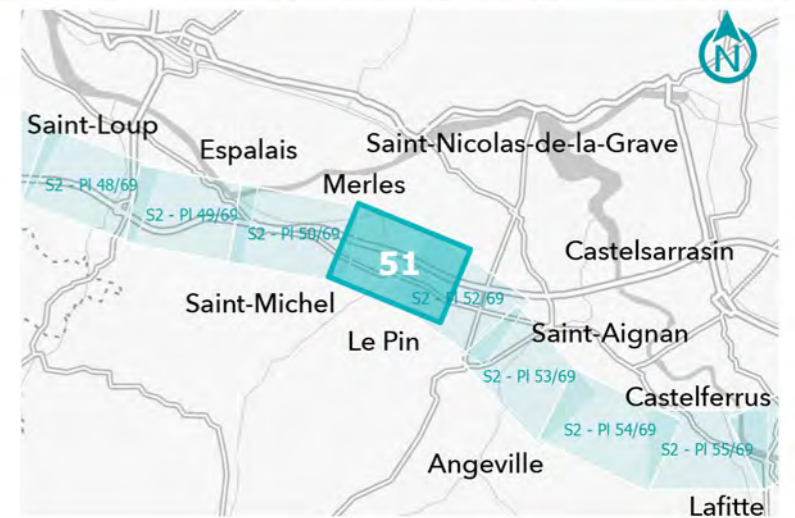 N
Saint-Loup
Espalais
Saint-Nicolas-de-la-Grave
Merles
S2 - Pl 48/69
S2 - Pl 49/69
S2 - Pl 50/69
51
Castelsarrasin
Saint-Michel
S2 - Pl 52/69
Le Pin
Saint-Aignan
S2 - Pl 53/69
Castelferrus
S2 - Pl 54/69
S2 - Pl 55/69
Angeville
Lafitte